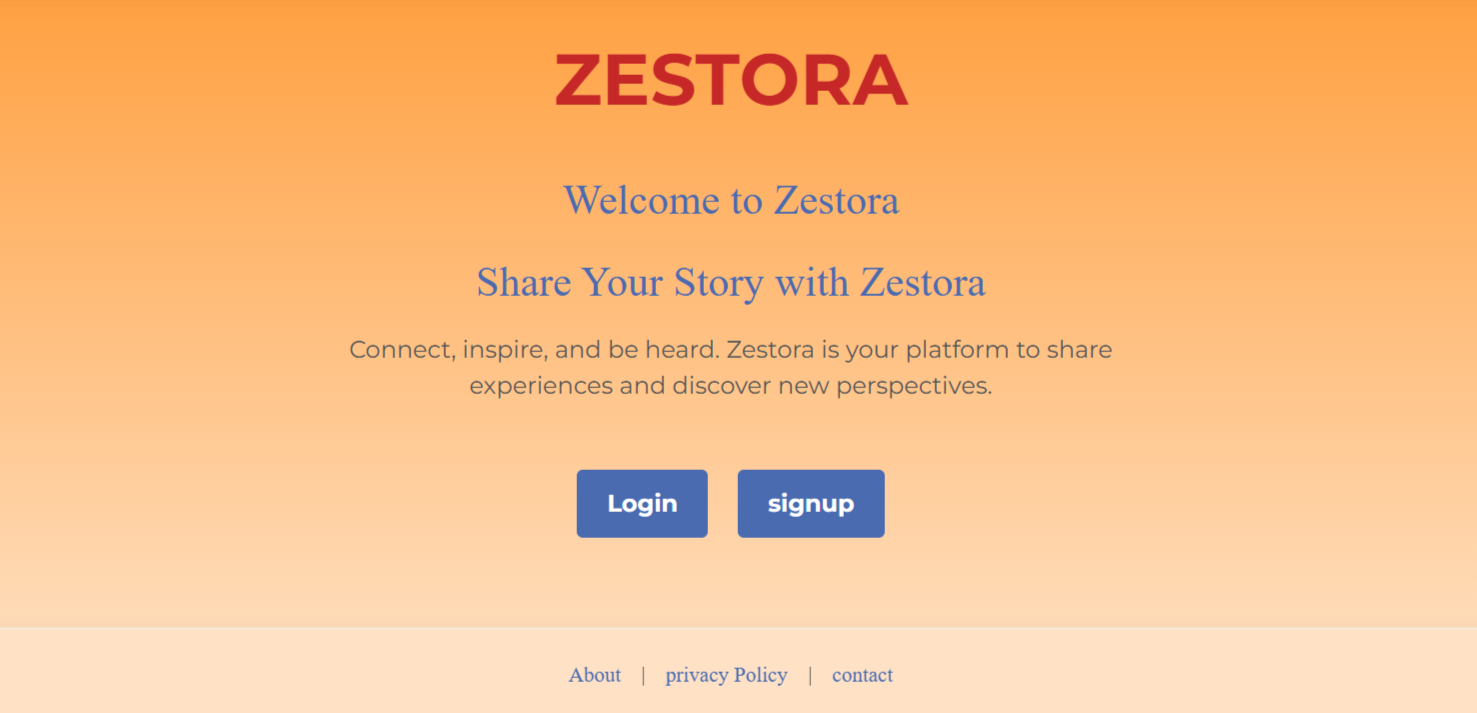 ZESTORA
Welcome to Zestora
Share Your Story with Zestora
Connect, inspire, and be heard. Zestora is your platform to share
experiences and discover new perspectives.
Login signup
About | privacy Policy | contact